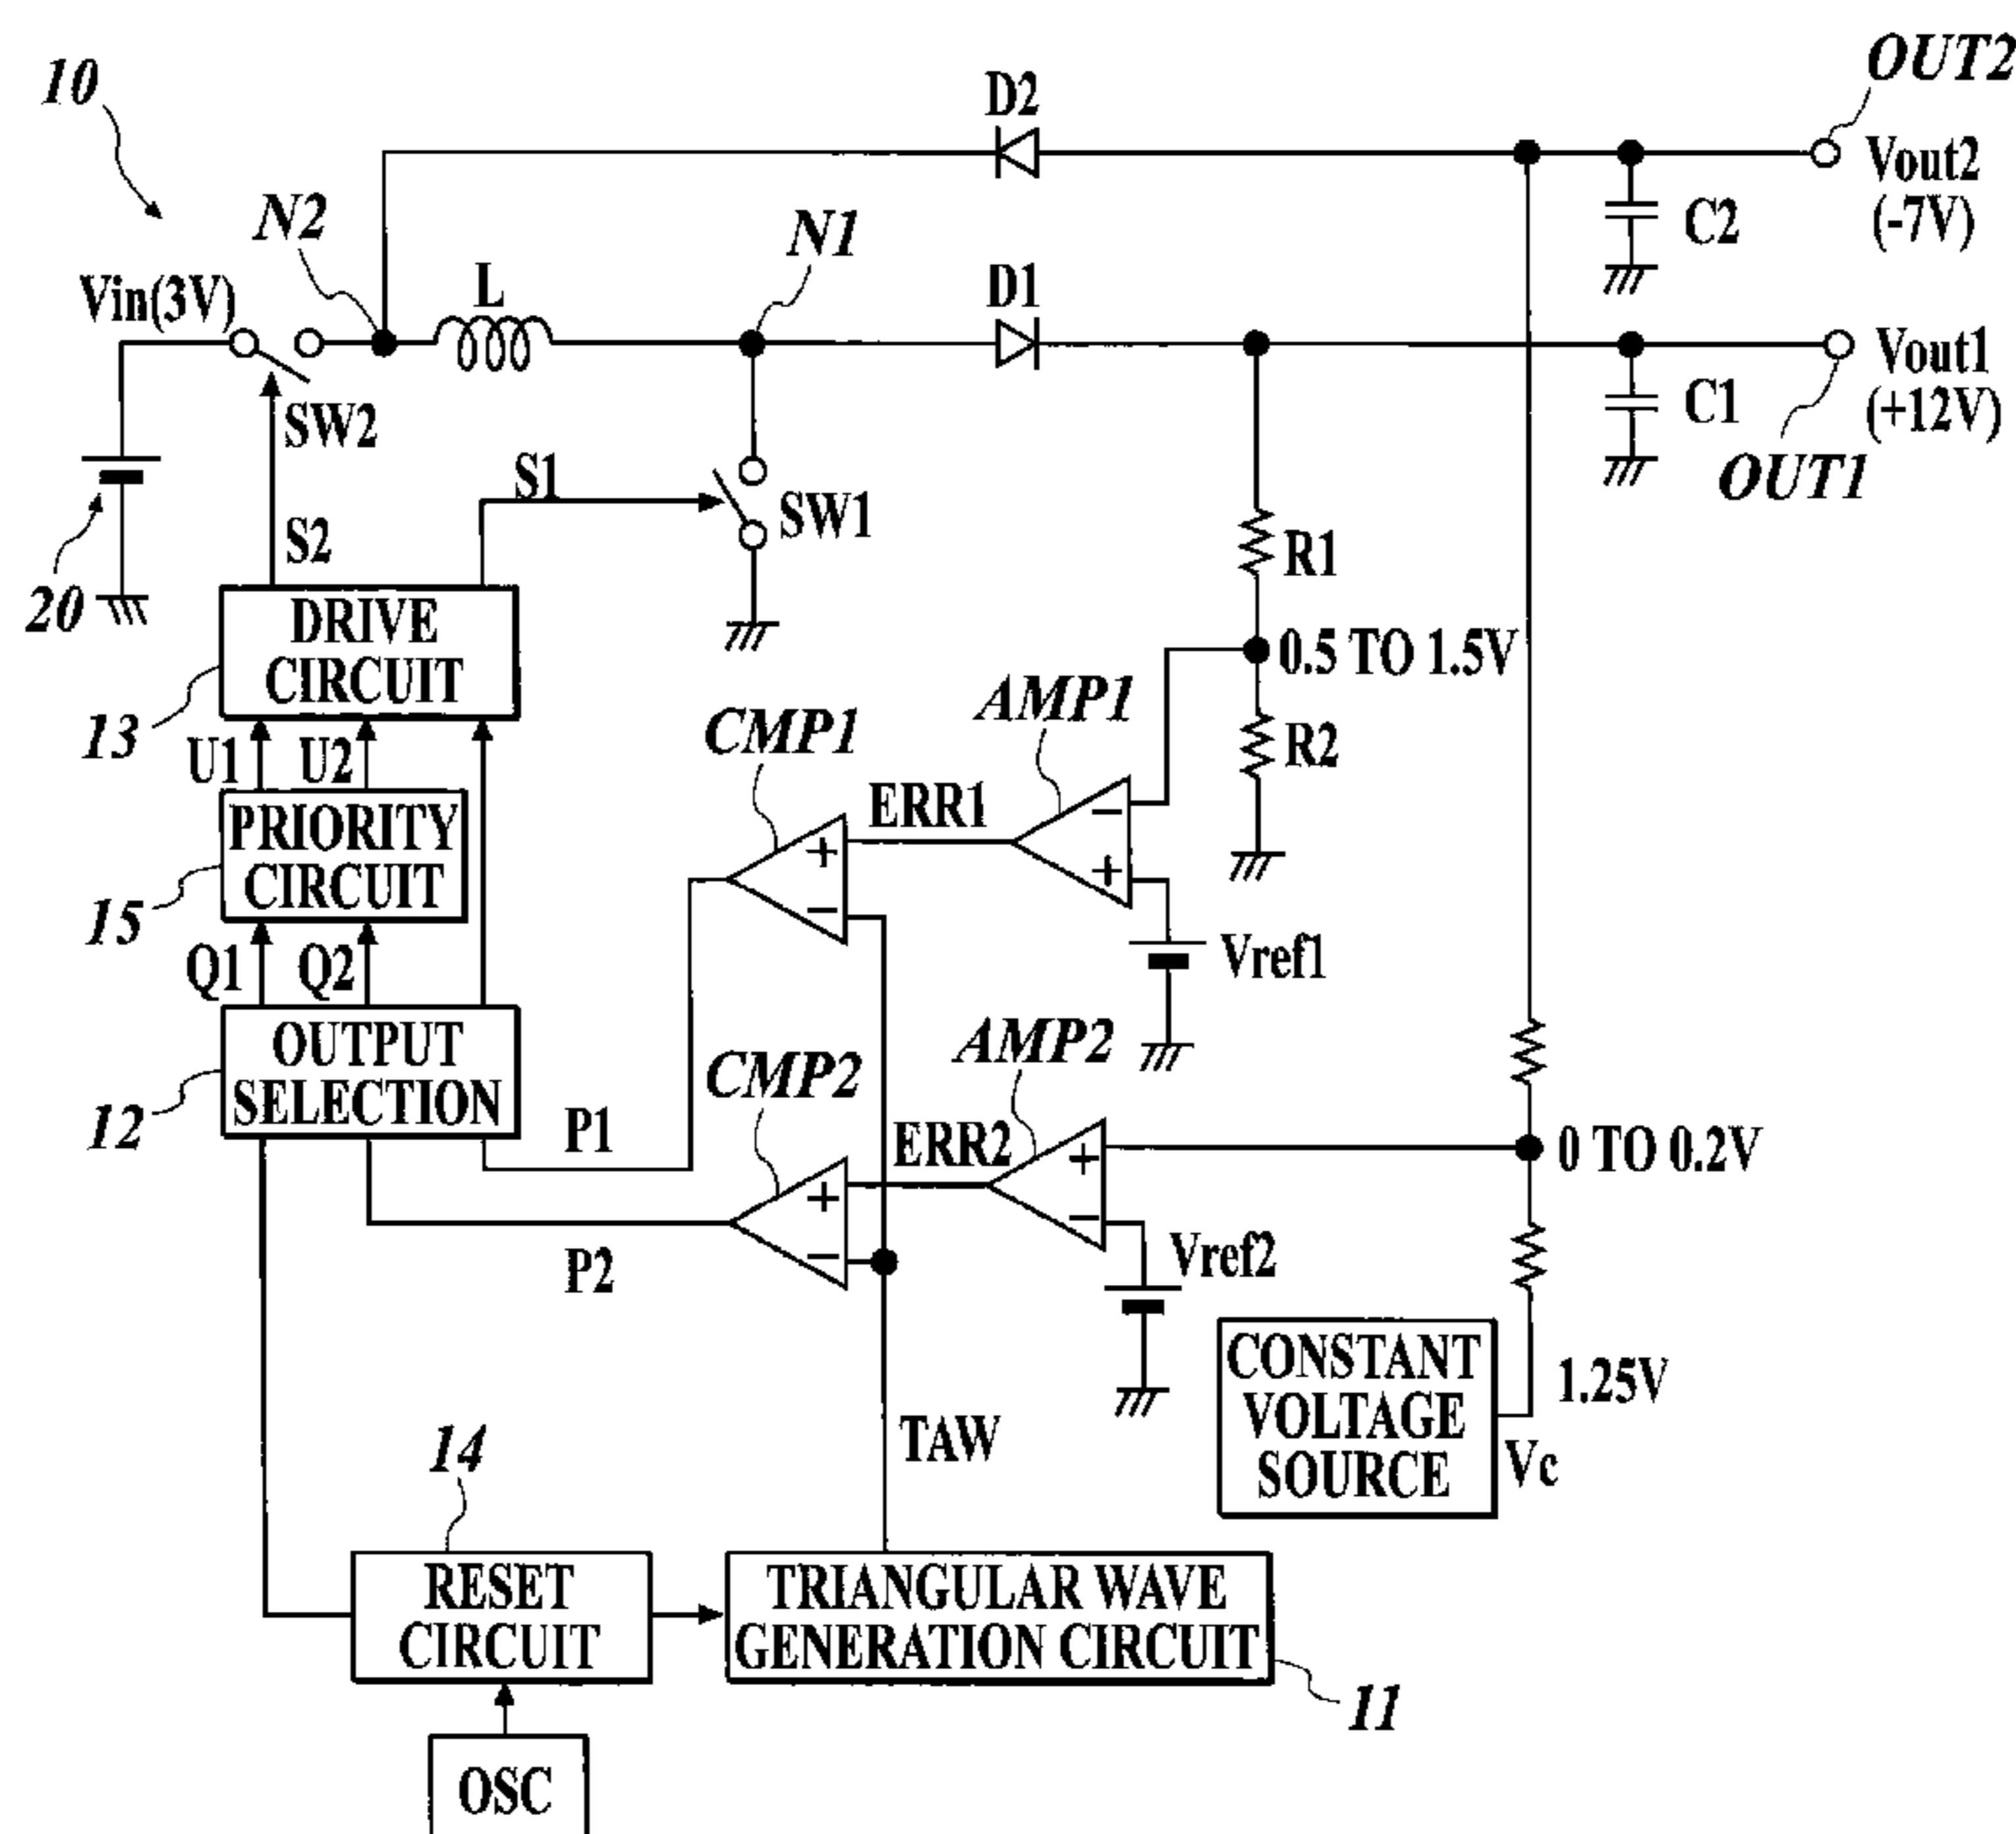 OUT2
10
D2
Vout2
(-7V)
C2
N2
N1
Vin(3V)
L
D1
Vout1
(+12V)
C1
OUT1
SW2
S1
SW1
S2
20
R1
DRIVE
CIRCUIT
13
0.5 TO 1.5V
AMP1
CMP1
R2
U1
U2
ERR1
PRIORITY
CIRCUIT
15
+
−
−
+
Vref1
Q1
Q2
OUTPUT
SELECTION
12
AMP2
CMP2
P1
ERR2
0 TO 0.2V
+
−
+
−
P2
Vref2
CONSTANT
VOLTAGE
SOURCE
1.25V
Vc
TAW
14
RESET
CIRCUIT
TRIANGULAR WAVE
GENERATION CIRCUIT
11
OSC